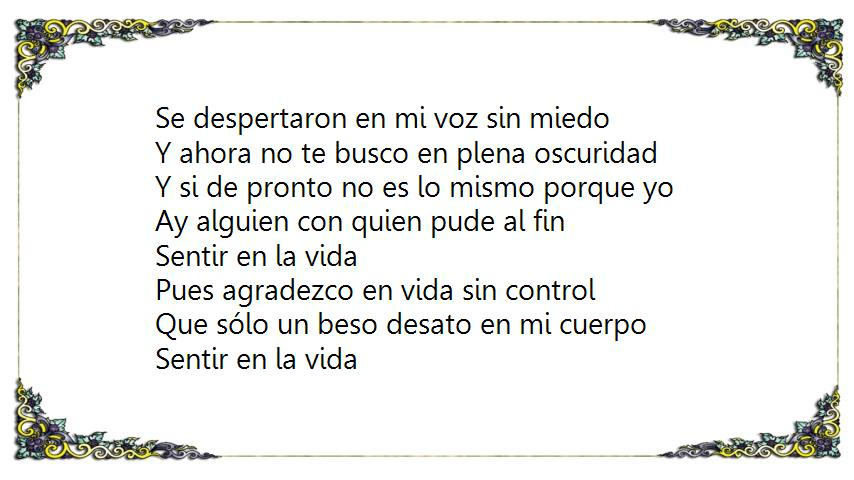 Se despertaron en mi voz sin miedo
Y ahora no te busco en plena oscuridad
Y si de pronto no es lo mismo porque yo
Ay alguien con quien pude al fin
Sentir en la vida
Pues agradezco en vida sin control
Que sólo un beso desato en mi cuerpo
Sentir en la vida